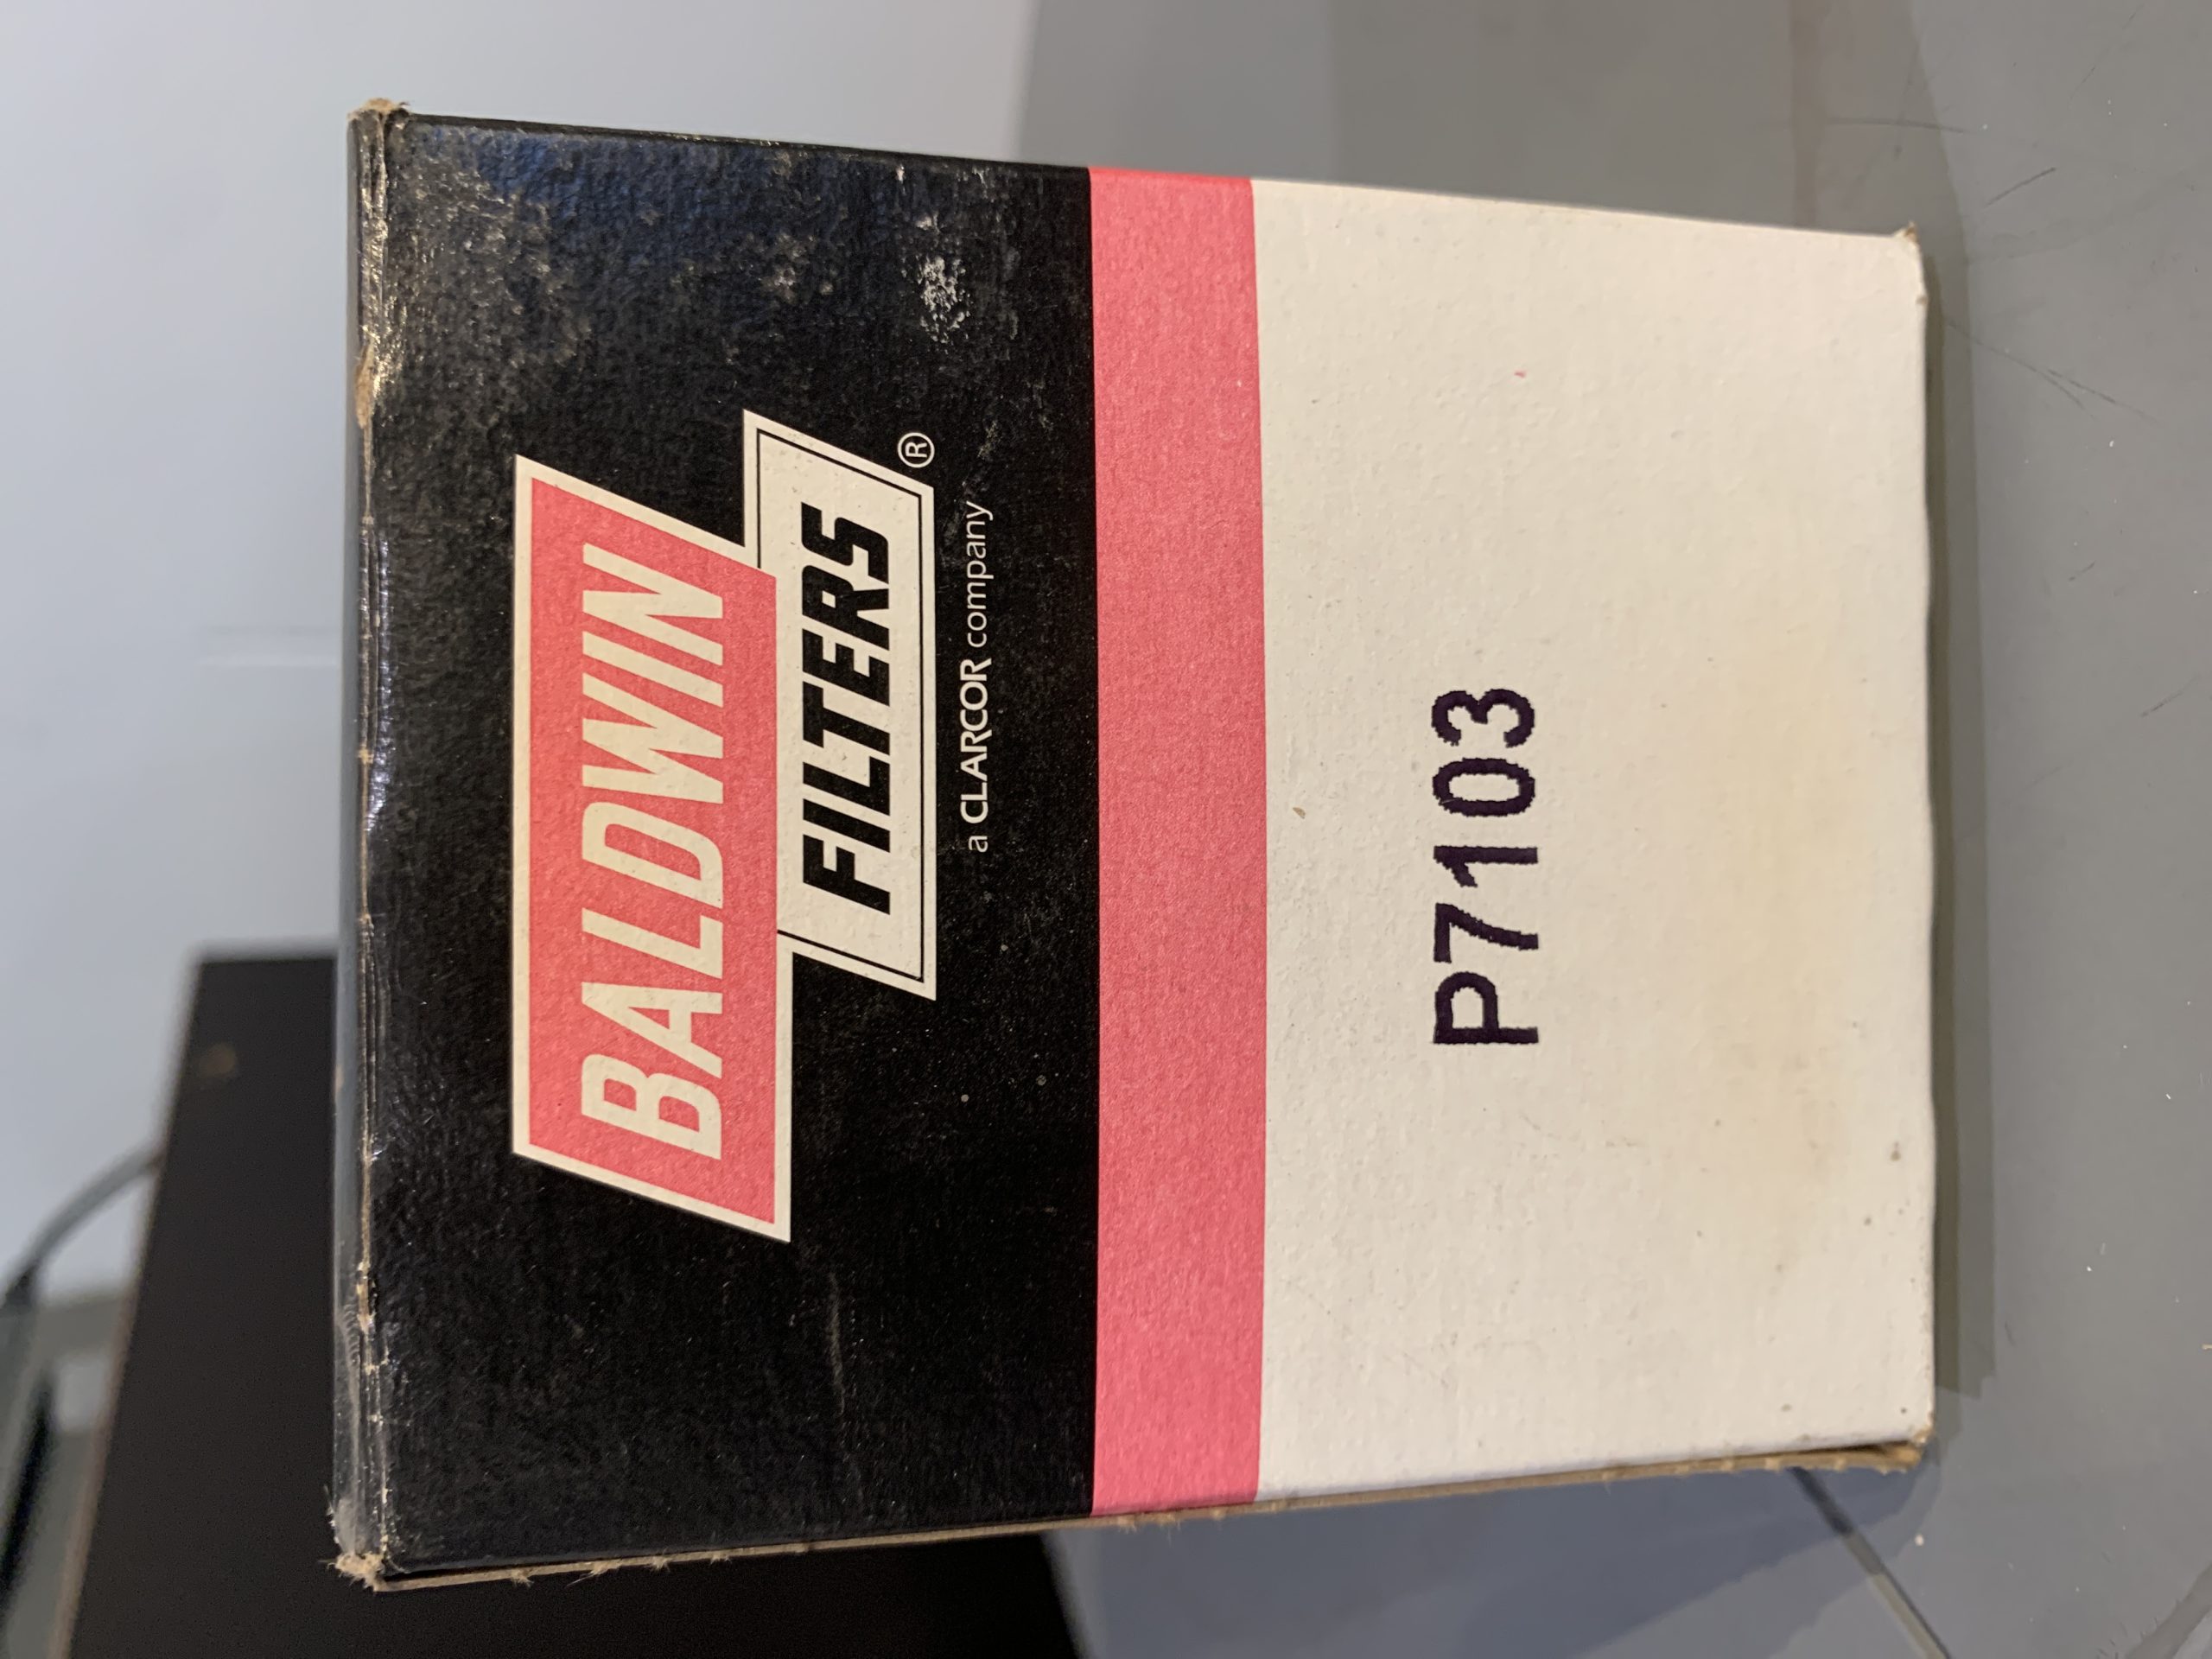 BALDWIN
FILTERS®
a CLARCOR company
P7103